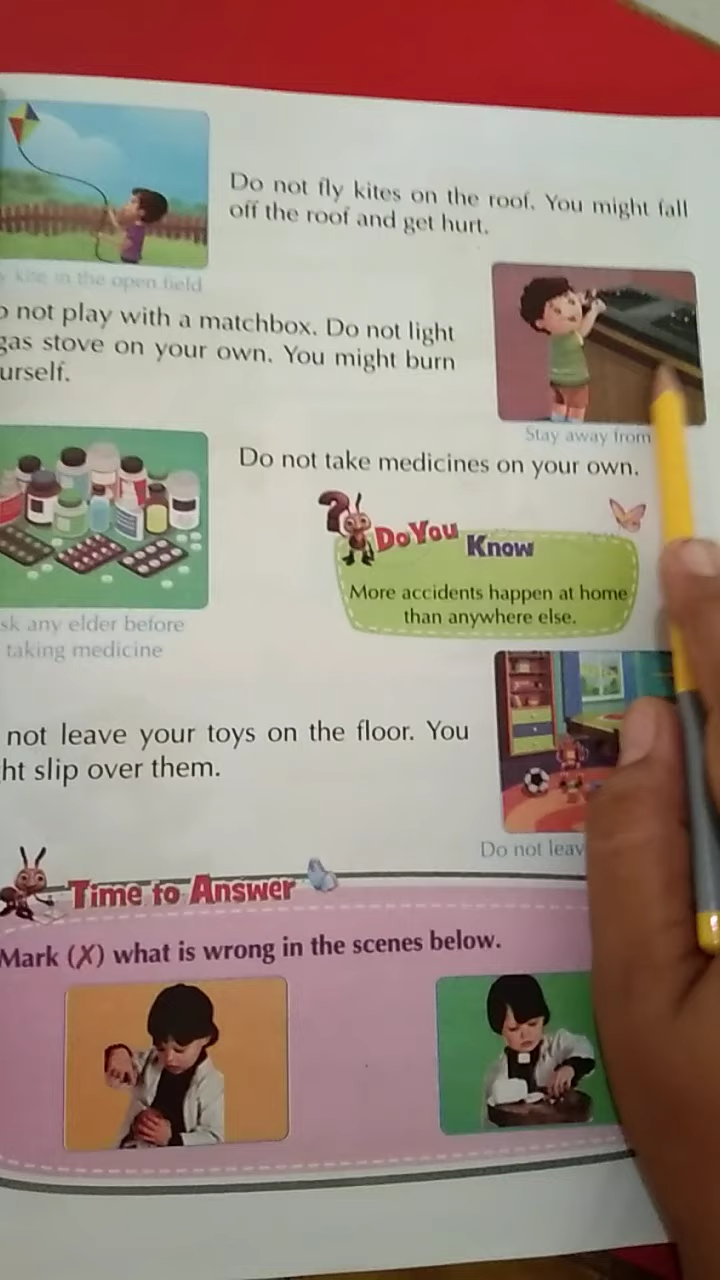 Do not fly kites on the roof. You might fall
off the roof and get hurt.
kite in the open field
not play with a matchbox. Do not light
gas stove on your own. You might burn
urself.
Stay away from
Do not take medicines on your own.
Do You Know
More accidents happen at home
than anywhere else.
sk any elder before
taking medicine
not leave your toys on the floor. You
ht slip over them.
Do not leav
Time to Answer
Mark (X) what is wrong in the scenes below.